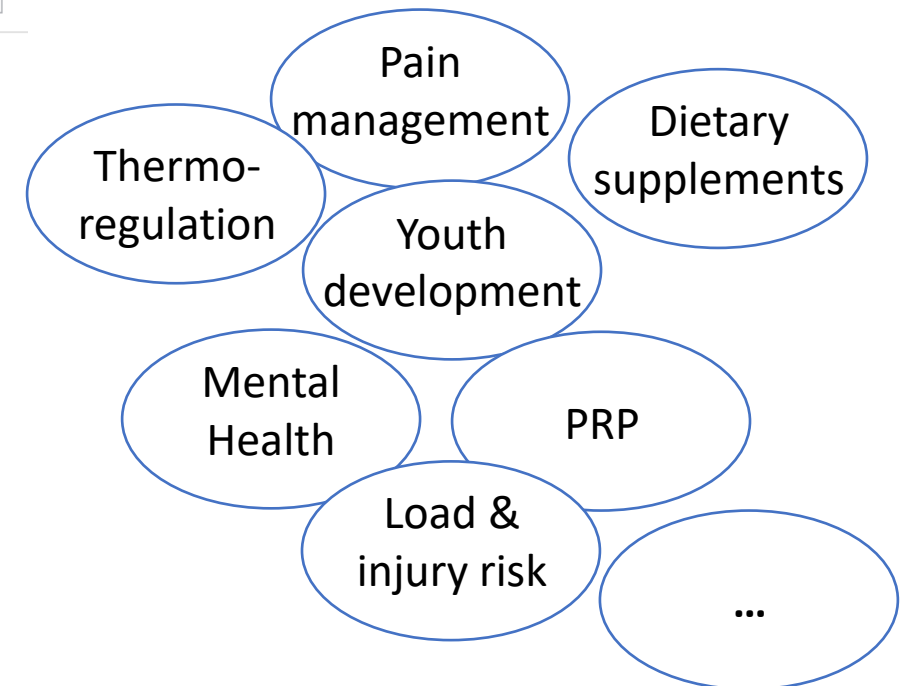 Pain
management
Dietary
supplements
Thermo-
regulation
Youth
development
Mental
Health
PRP
Load &
injury risk
...